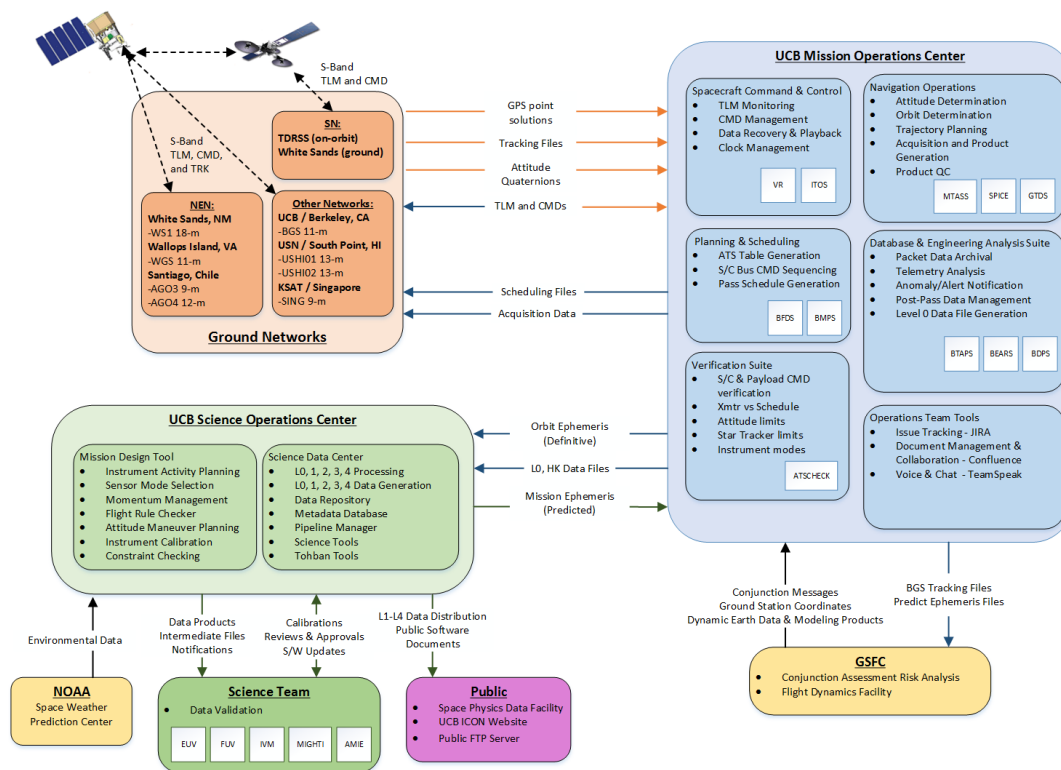 S-Band
TLM and CMD
S-Band
TLM, CMD,
and TRK
SN:
TDRSS (on-orbit)
White Sands (ground)
NEN:
White Sands, NM
-WS1 18-m
Wallops Island, VA
-WGS 11-m
Santiago, Chile
-AGO3 9-m
-AGO4 12-m
Other Networks:
UCB / Berkeley, CA
-BGS 11-m
USN / South Point, HI
-USHI01 13-m
-USHI02 13-m
KSAT / Singapore
-SING 9-m
Ground Networks
GPS point
solutions
Tracking Files
Attitude
Quaternions
TLM and CMDs
Scheduling Files
Acquisition Data
UCB Mission Operations Center
Spacecraft Command & Control
• TLM Monitoring
• CMD Management
• Data Recovery & Playback
• Clock Management
VR
ITOS
Navigation Operations
• Attitude Determination
• Orbit Determination
• Trajectory Planning
• Acquisition and Product
Generation
• Product QC
MTASS
SPICE
GTDS
Planning & Scheduling
• ATS Table Generation
• S/C Bus CMD Sequencing
• Pass Schedule Generation
BFDS
BMPS
Database & Engineering Analysis Suite
• Packet Data Archival
• Telemetry Analysis
• Anomaly/Alert Notification
• Post-Pass Data Management
• Level 0 Data File Generation
BTAPS
BEARS
BDPS
Verification Suite
• S/C & Payload CMD
verification
• Xmtr vs Schedule
• Attitude limits
• Star Tracker limits
• Instrument modes
ATSCHECK
Operations Team Tools
• Issue Tracking - JIRA
• Document Management &
Collaboration - Confluence
• Voice & Chat - TeamSpeak
UCB Science Operations Center
Mission Design Tool
• Instrument Activity Planning
• Sensor Mode Selection
• Momentum Management
• Flight Rule Checker
• Attitude Maneuver Planning
• Instrument Calibration
• Constraint Checking
Science Data Center
• L0, 1, 2, 3, 4 Processing
• L0, 1, 2, 3, 4 Data Generation
• Data Repository
• Metadata Database
• Pipeline Manager
• Science Tools
• Tohban Tools
Orbit Ephemeris
(Definitive)
L0, HK Data Files
Mission Ephemeris
(Predicted)
Environmental Data
Data Products
Intermediate Files
Notifications
Calibrations
Reviews & Approvals
S/W Updates
L1-L4 Data Distribution
Public Software
Documents
Conjunction Messages
Ground Station Coordinates
Dynamic Earth Data & Modeling Products
BGS Tracking Files
Predict Ephemeris Files
NOAA
Space Weather
Prediction Center
Science Team
• Data Validation
EUV
FUV
IVM
MIGHTI
AMIE
Public
• Space Physics Data Facility
• UCB ICON Website
• Public FTP Server
GSFC
• Conjunction Assessment Risk Analysis
• Flight Dynamics Facility